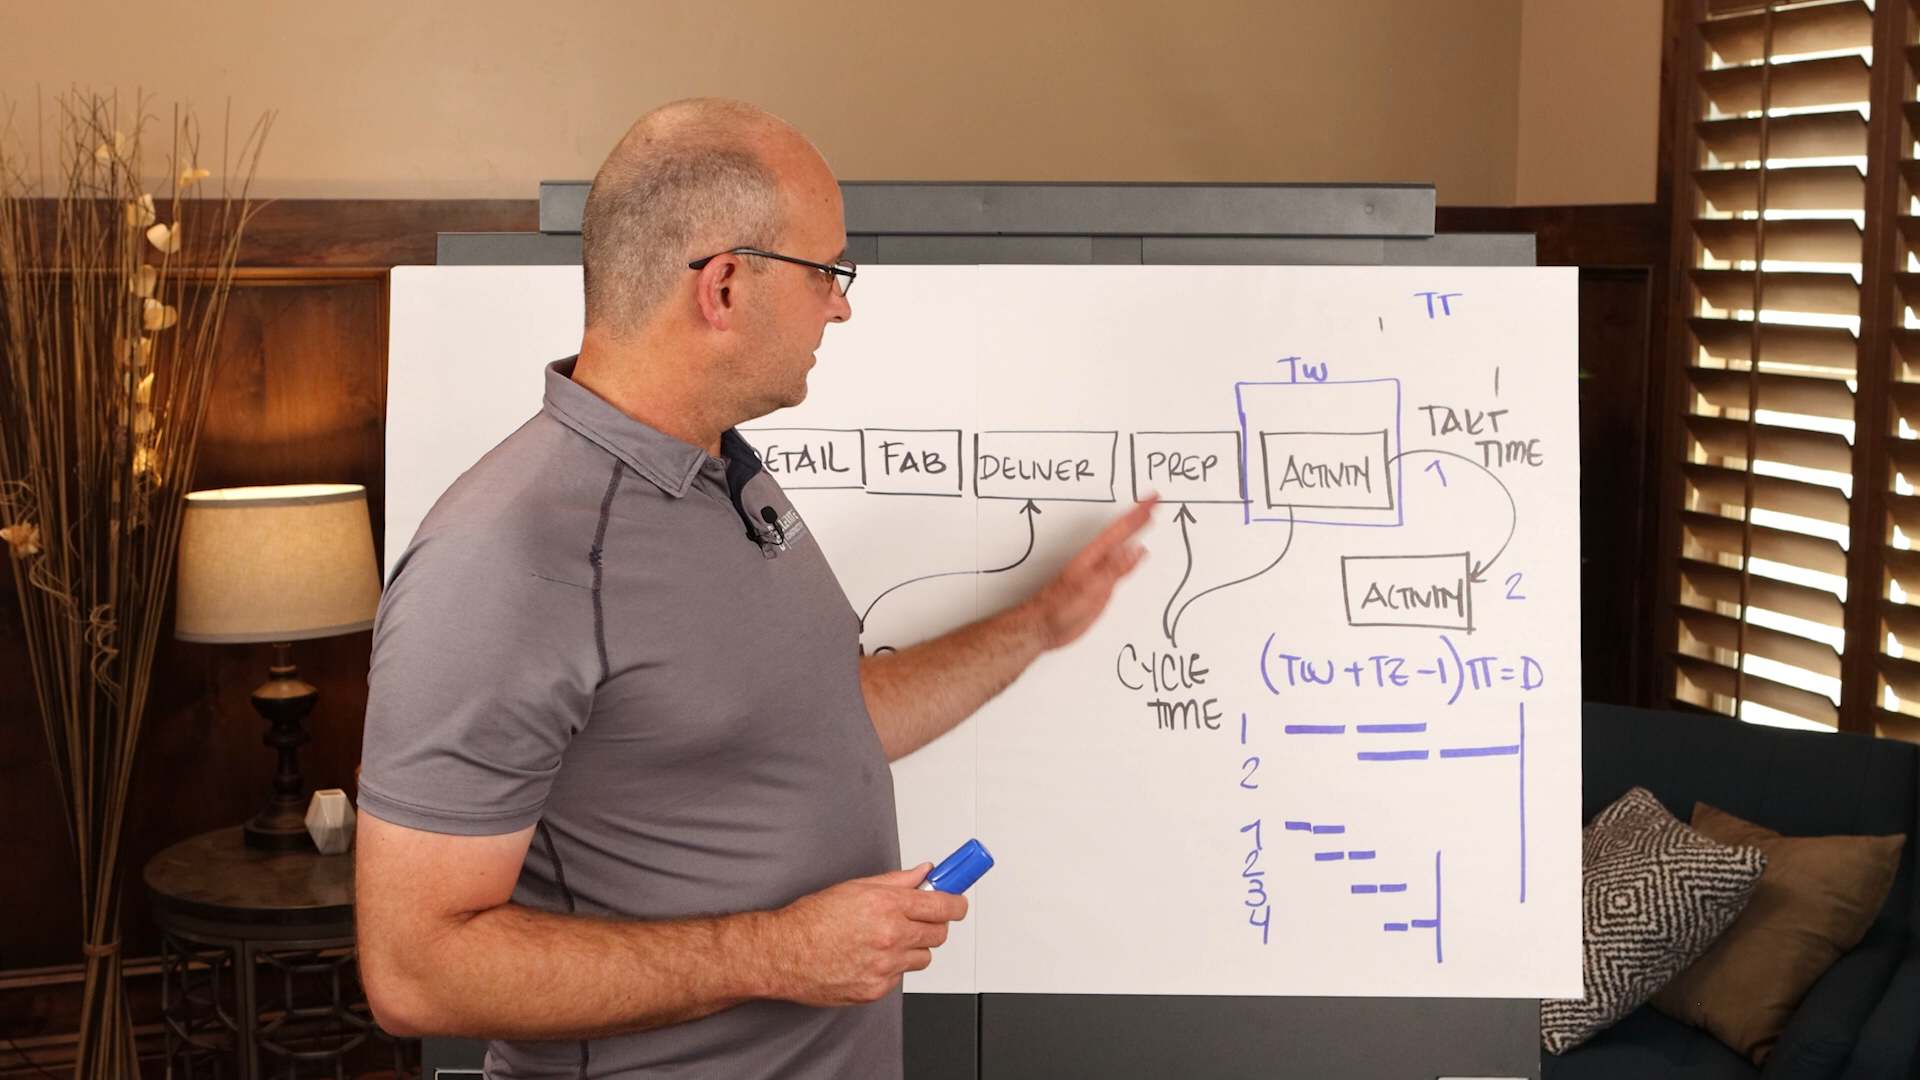 TT
TW
TAKT
TIME
ETAIL FAB DELIVER PREP ACTIVITY 1
ACTIVITY 2
CYCLE
TIME
(TW + TZ - 1) TT = D
1
2
1
2
3
4